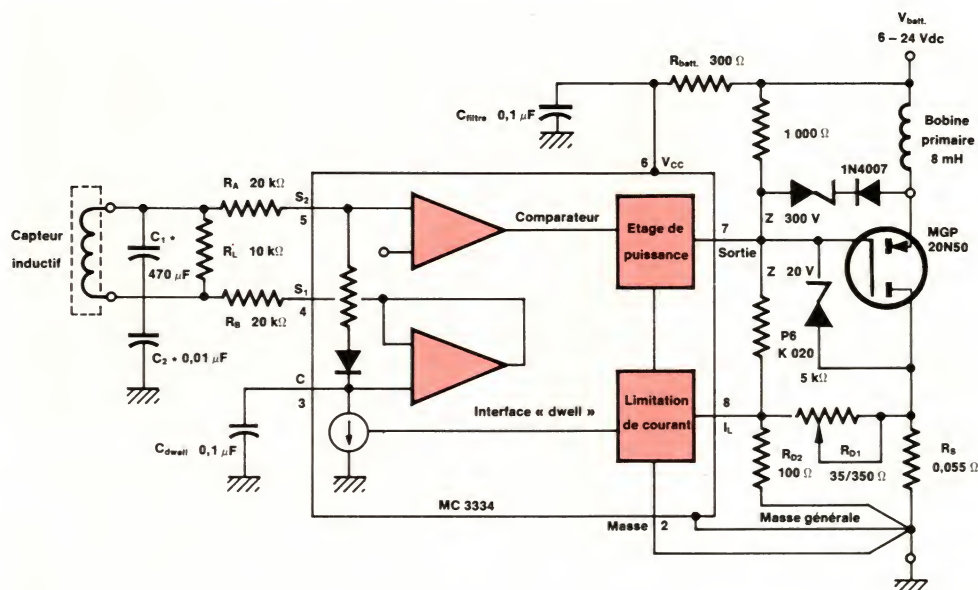 Vbatt.
6 – 24 Vdc
Rbatt. 300 Ω
Cfiltre 0,1 µF
1 000 Ω
Bobine
primaire
8 mH
6 VCC
1N4007
RA 20 kΩ
S2
5
Comparateur
Etage de
puissance
7
Sortie
Z 300 V
MGP
20N50
Capteur
inductif
C1 *
470 µF
RL 10 kΩ
S1
4
RB 20 kΩ
Z 20 V
P6
K 020
5 kΩ
C2 * 0,01 µF
C
3
Interface « dwell »
Limitation
de courant
8
IL
Cdwell 0,1 µF
RD2
100 Ω
RD1
35/350 Ω
RS
0,055 Ω
MC 3334
Masse 2
Masse générale